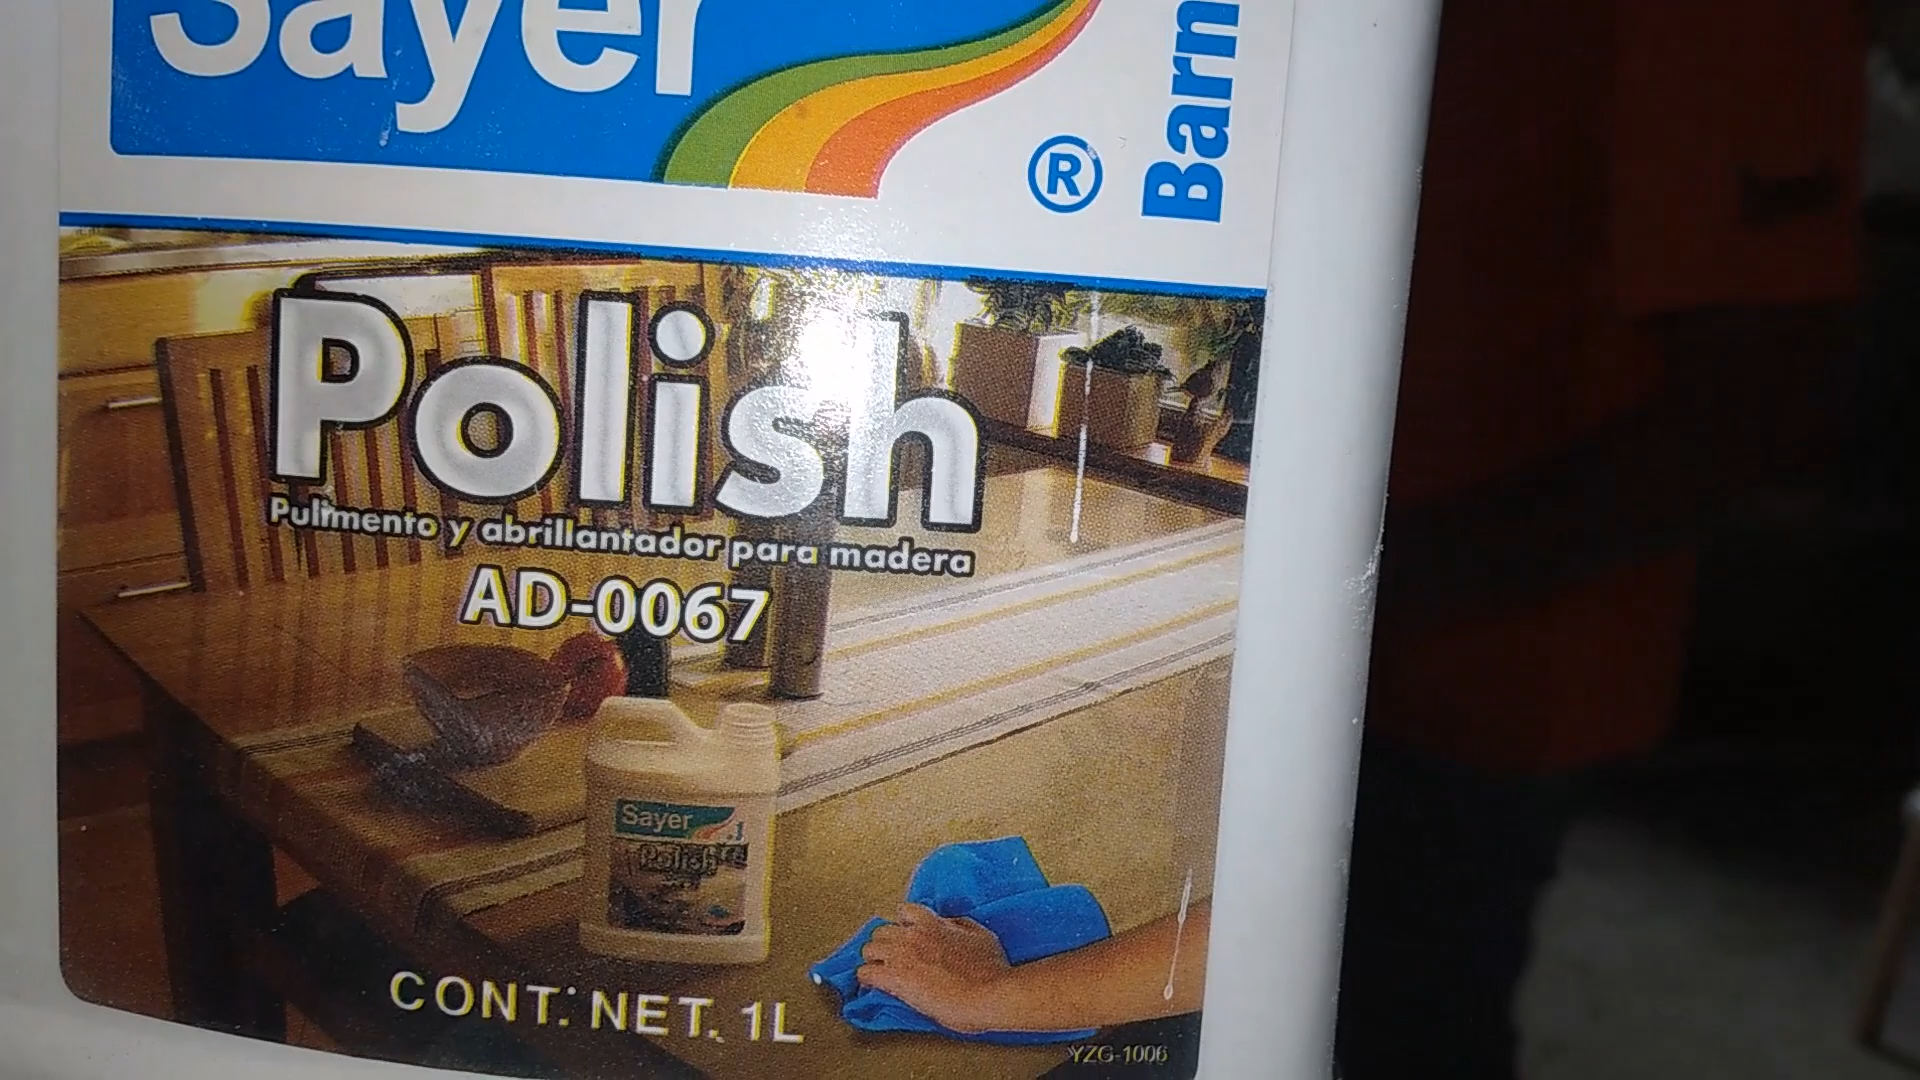 Sayer
®
Barn
Polish
Pulimento y abrillantador para madera
AD-0067
Sayer
Polish
CONT. NET. 1L
YZG-1006